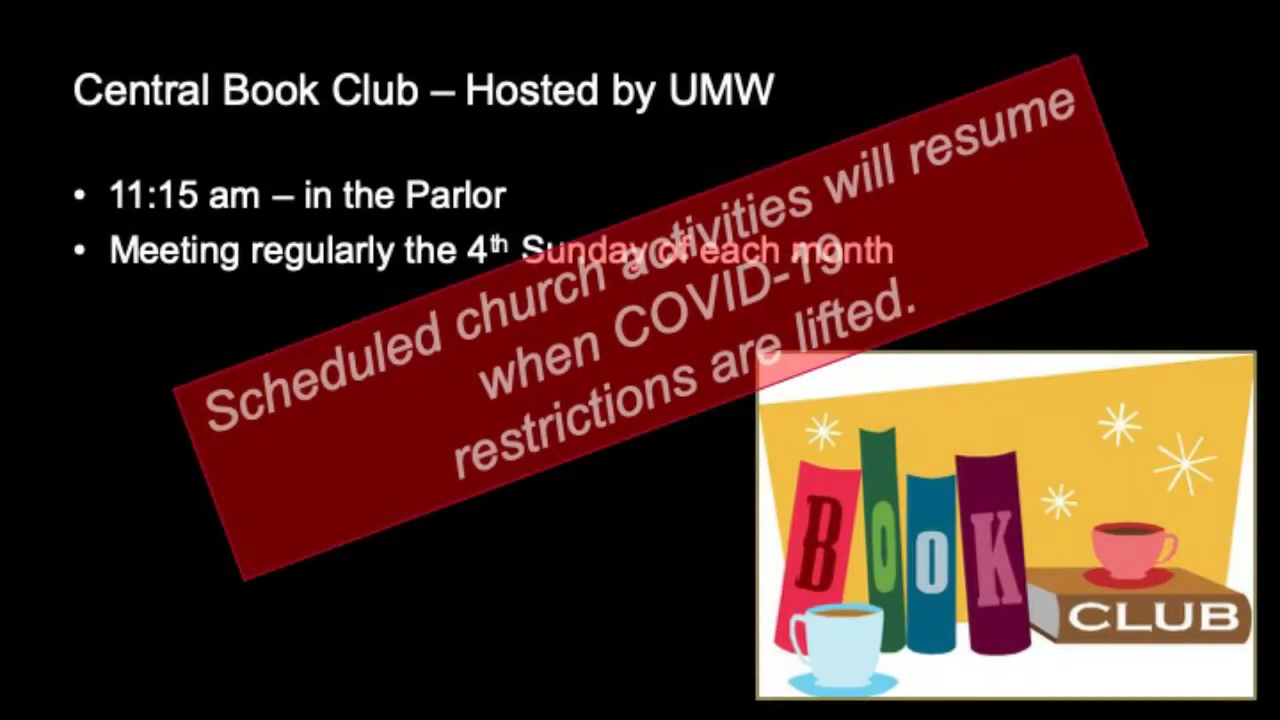 Central Book Club – Hosted by UMW
• 11:15 am – in the Parlor
• Meeting regularly the 4th Sunday of each month
Scheduled church activities will resume
when COVID-19
restrictions are lifted.
BOOK
CLUB